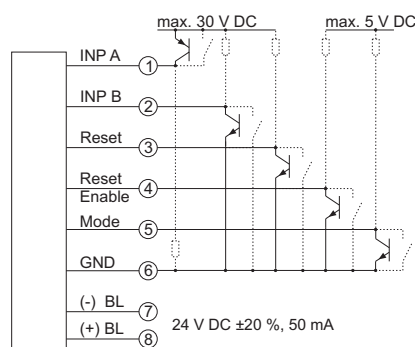 max. 30 V DC
max. 5 V DC
INP A 1
INP B 2
Reset 3
Reset
Enable 4
Mode 5
GND 6
(-) BL 7
(+) BL 8
24 V DC ±20 %, 50 mA